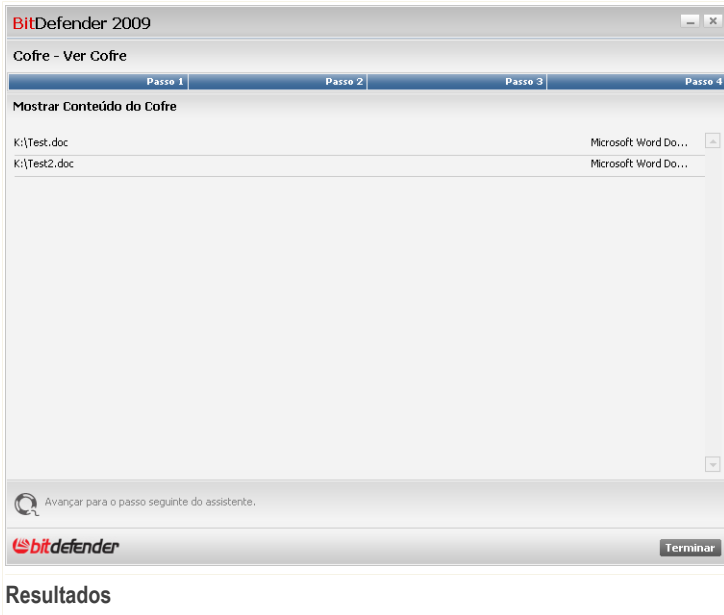 BitDefender 2009
Cofre - Ver Cofre
Passo 1 Passo 2 Passo 3 Passo 4
Mostrar Conteúdo do Cofre
K:\Test.doc Microsoft Word Do...
K:\Test2.doc Microsoft Word Do...
Avançar para o passo seguinte do assistente.
bitdefender
Terminar
Resultados